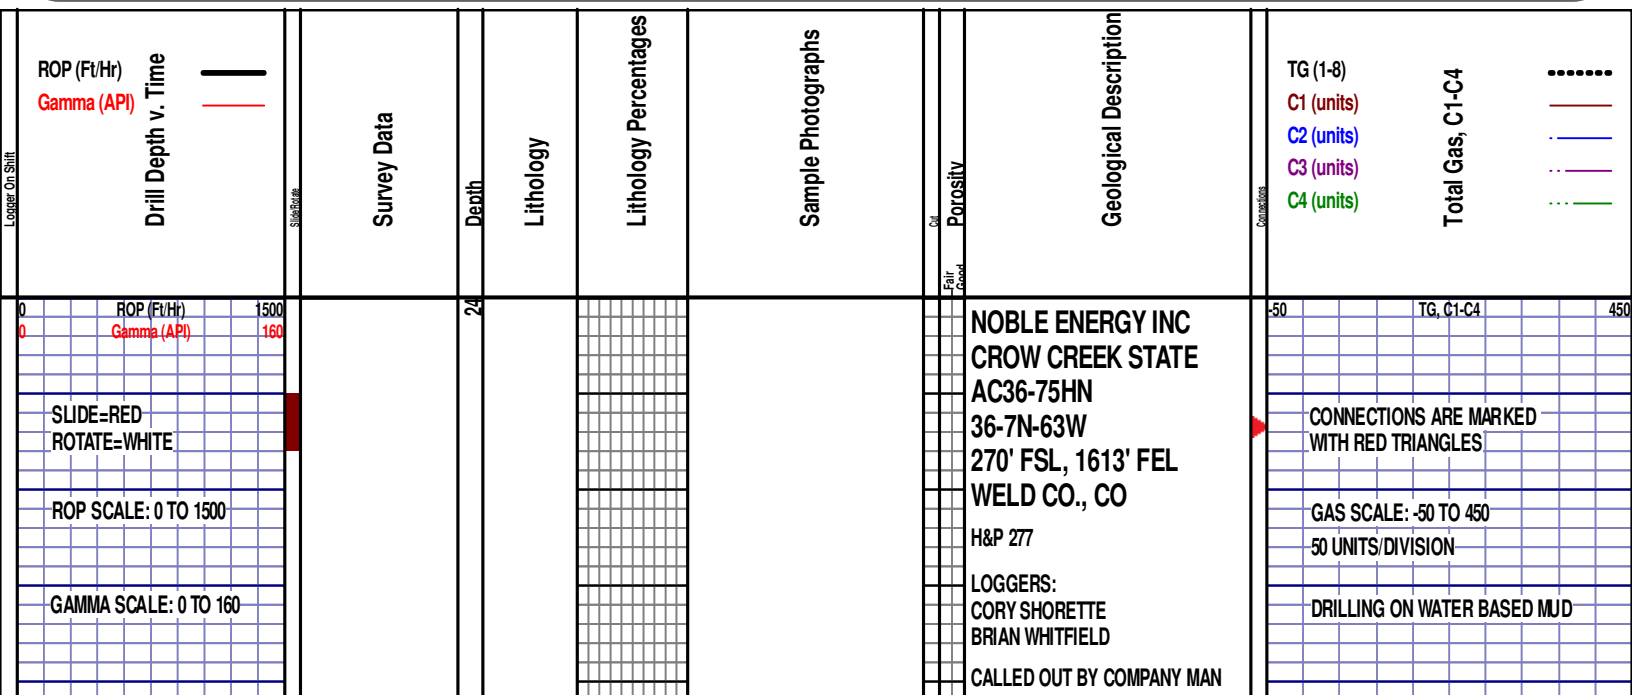 Logger On Shift
ROP (Ft/Hr)
Gamma (API)
Drill Depth v. Time
Slide/Rotate
Survey Data
Depth
Lithology
Lithology Percentages
Sample Photographs
Cut
Porosity
Fair
Good
Geological Description
Connections
TG (1-8)
C1 (units)
C2 (units)
C3 (units)
C4 (units)
Total Gas, C1-C4
0 ROP (Ft/Hr) 1500
0 Gamma (API) 160
SLIDE=RED
ROTATE=WHITE
ROP SCALE: 0 TO 1500
GAMMA SCALE: 0 TO 160
24
NOBLE ENERGY INC
CROW CREEK STATE
AC36-75HN
36-7N-63W
270' FSL, 1613' FEL
WELD CO., CO
H&P 277
LOGGERS:
CORY SHORETTE
BRIAN WHITFIELD
CALLED OUT BY COMPANY MAN
-50 TG, C1-C4 450
CONNECTIONS ARE MARKED
WITH RED TRIANGLES
GAS SCALE: -50 TO 450
50 UNITS/DIVISION
DRILLING ON WATER BASED MUD